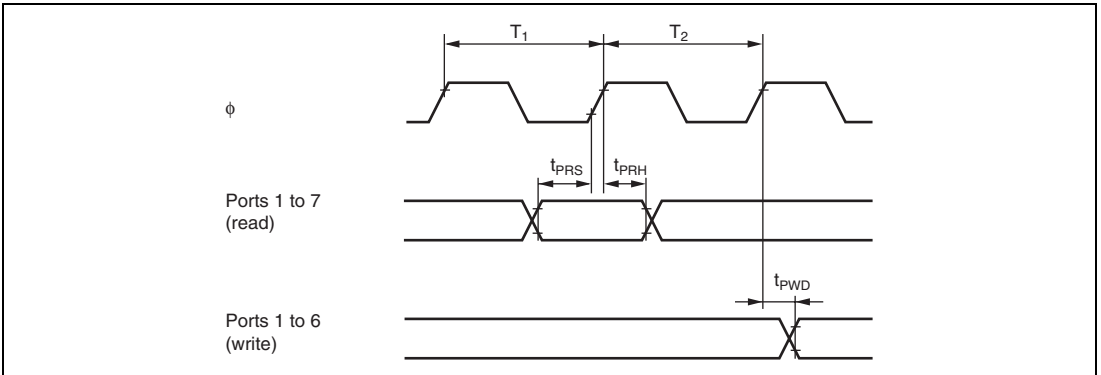 T1 T2
φ
tPRS tPRH
Ports 1 to 7
(read)
tPWD
Ports 1 to 6
(write)